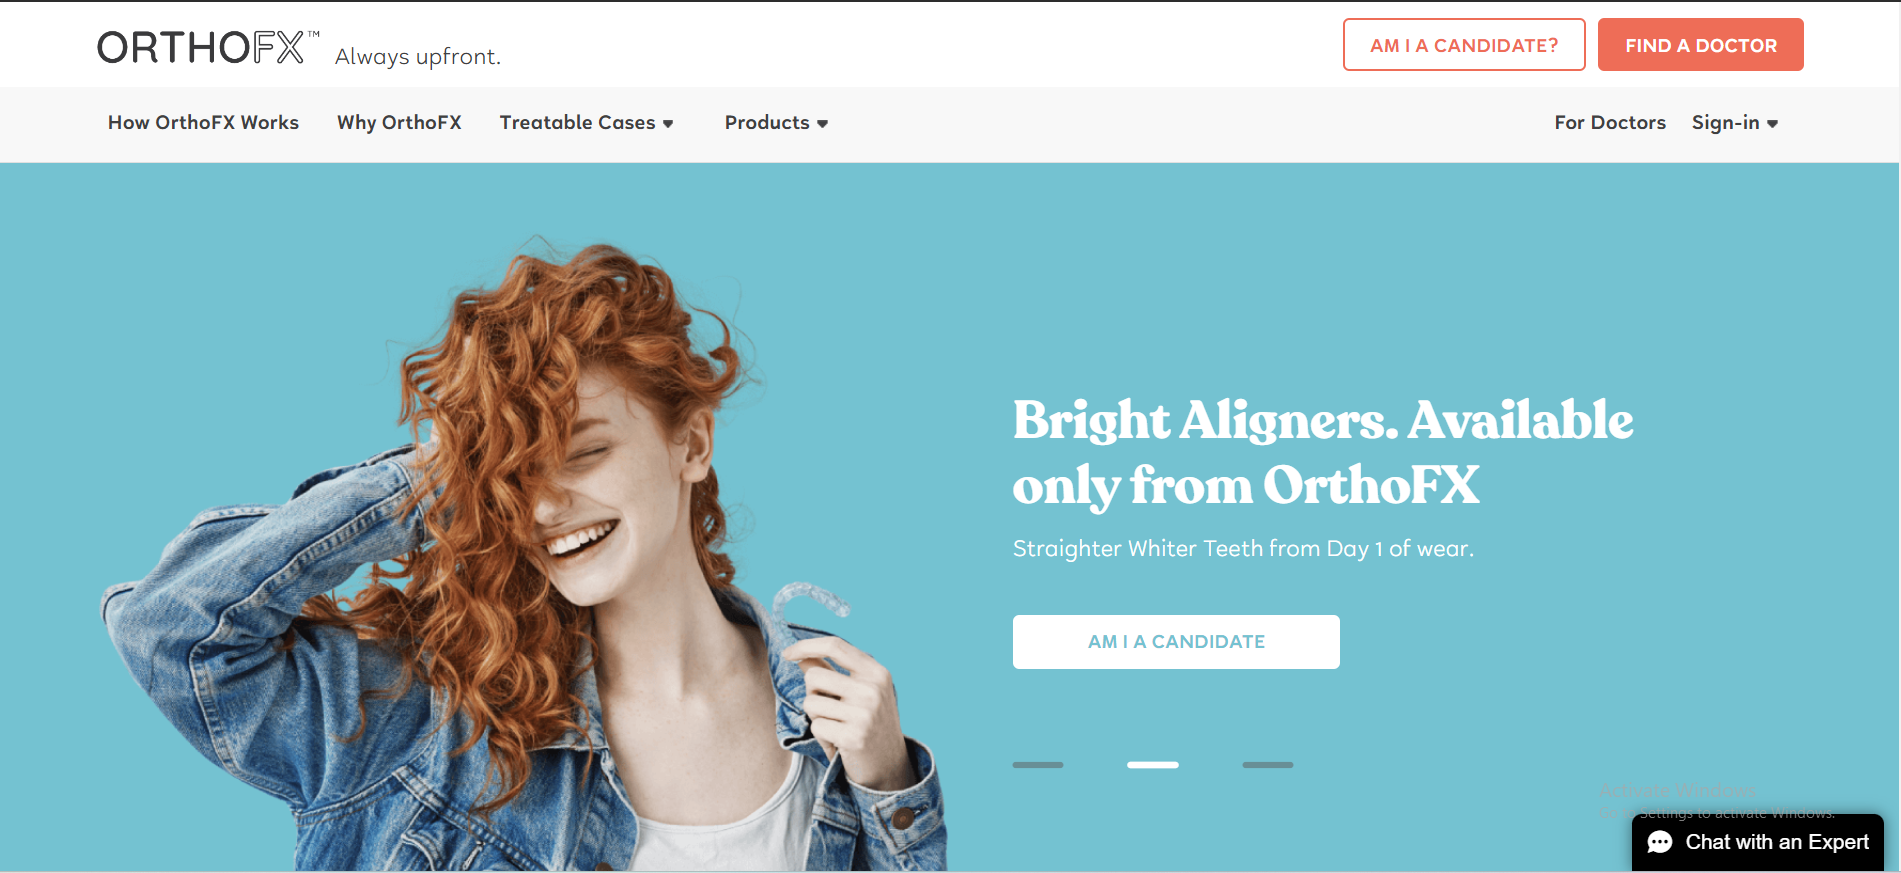 ORTHOFX™ Always upfront.
AM I A CANDIDATE?
FIND A DOCTOR
How OrthoFX Works
Why OrthoFX
Treatable Cases
Products
For Doctors
Sign-in
Bright Aligners. Available
only from OrthoFX
Straighter Whiter Teeth from Day 1 of wear.
AM I A CANDIDATE
Activate Windows
Settings to activate Windows.
Chat with an Expert